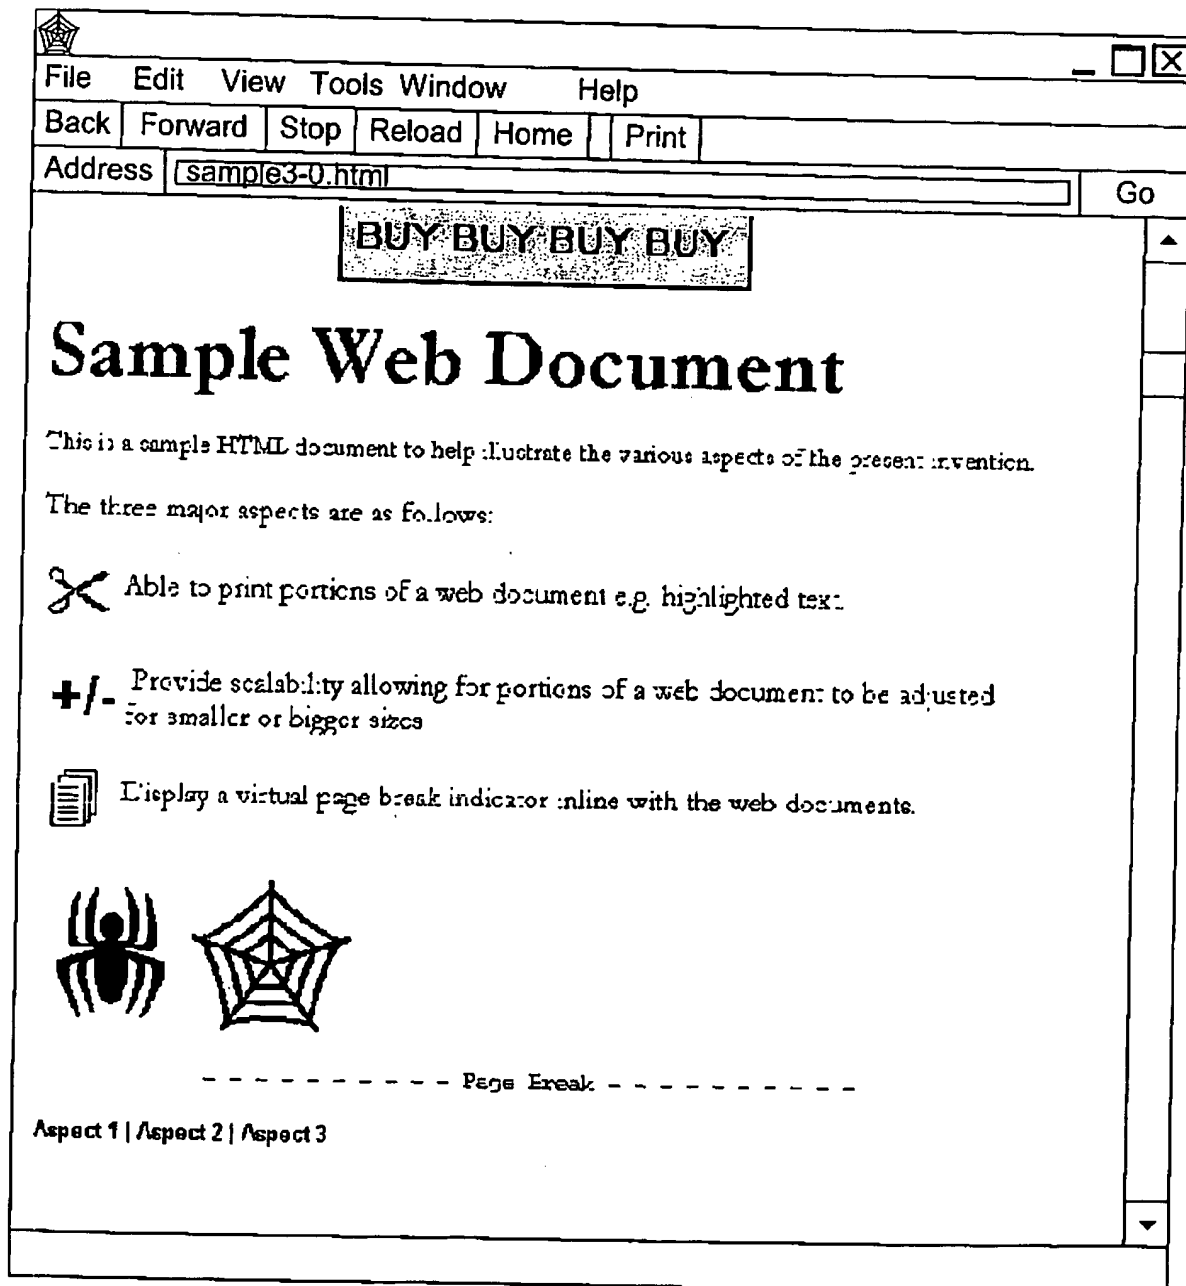 File Edit View Tools Window Help
Back Forward Stop Reload Home Print
Address sample3-0.html Go
BUY BUY BUY BUY
Sample Web Document
This is a sample HTML document to help illustrate the various aspects of the present invention.
The three major aspects are as follows:
Able to print portions of a web document e.g. highlighted text.
+/- Provide scalability allowing for portions of a web document to be adjusted
for smaller or bigger sizes
Display a virtual page break indicator inline with the web documents.
- - - - - - - - - - - Page Break - - - - - - - - - - -
Aspect 1 | Aspect 2 | Aspect 3